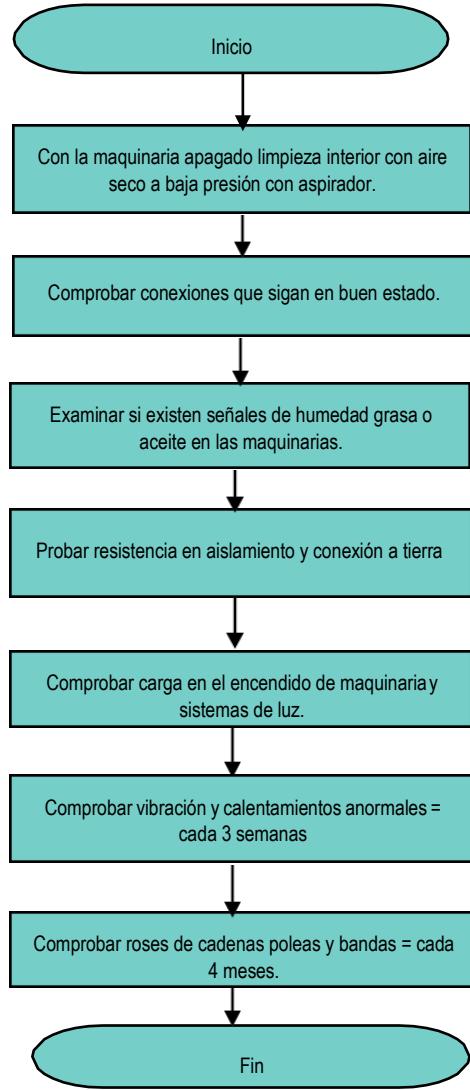 Inicio
Con la maquinaria apagado limpieza interior con aire
seco a baja presión con aspirador.
Comprobar conexiones que sigan en buen estado.
Examinar si existen señales de humedad grasa o
aceite en las maquinarias.
Probar resistencia en aislamiento y conexión a tierra
Comprobar carga en el encendido de maquinaria y
sistemas de luz.
Comprobar vibración y calentamientos anormales =
cada 3 semanas
Comprobar roses de cadenas poleas y bandas = cada
4 meses.
Fin